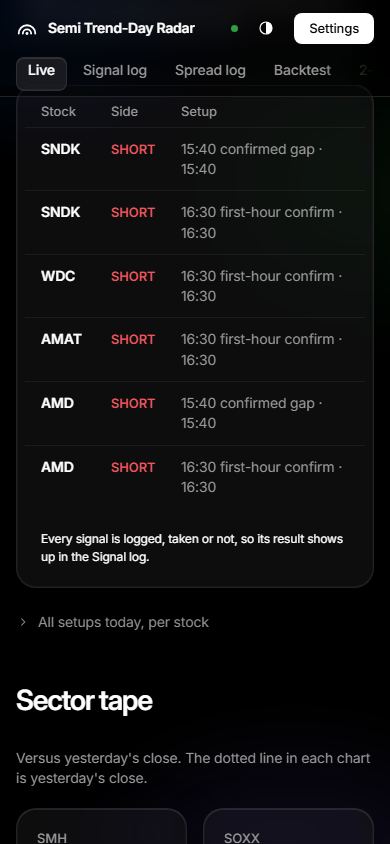 Semi Trend-Day Radar
Settings
Live Signal log Spread log Backtest 2-
Stock Side Setup
SNDK SHORT 15:40 confirmed gap ·
15:40
SNDK SHORT 16:30 first-hour confirm ·
16:30
WDC SHORT 16:30 first-hour confirm ·
16:30
AMAT SHORT 16:30 first-hour confirm ·
16:30
AMD SHORT 15:40 confirmed gap ·
15:40
AMD SHORT 16:30 first-hour confirm ·
16:30
Every signal is logged, taken or not, so its result shows
up in the Signal log.
All setups today, per stock
Sector tape
Versus yesterday's close. The dotted line in each chart
is yesterday's close.
SMH SOXX